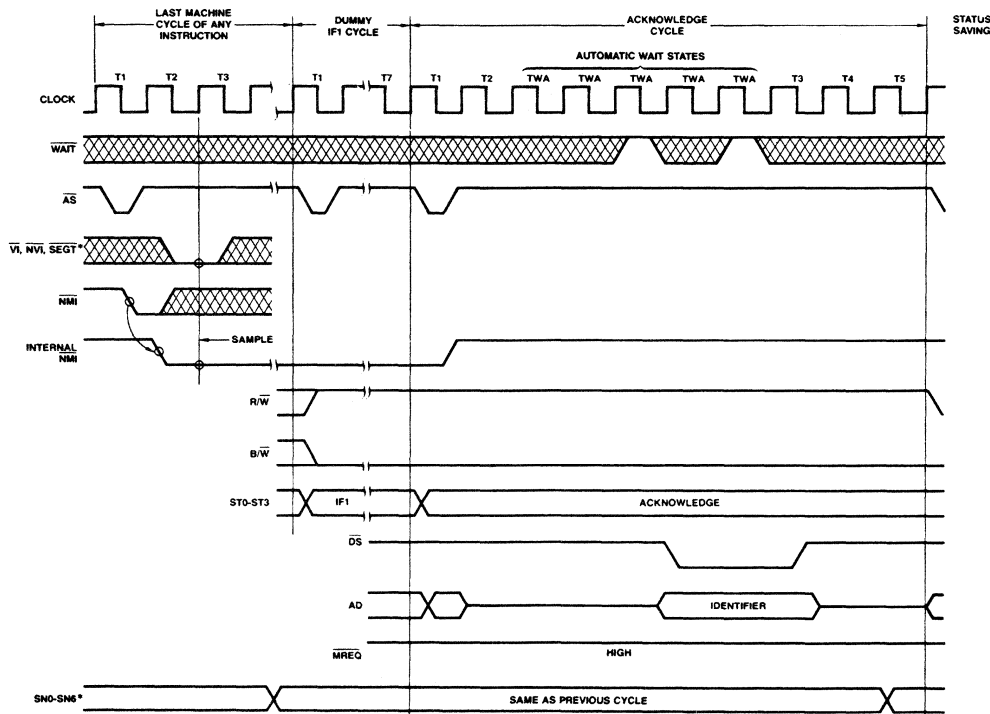 LAST MACHINE
CYCLE OF ANY
INSTRUCTION
DUMMY
IF1 CYCLE
ACKNOWLEDGE
CYCLE
STATUS
SAVING
AUTOMATIC WAIT STATES
T1 T2 T3 T1 T7 T1 T2 TWA TWA TWA TWA TWA T3 T4 T5
CLOCK
WAIT
AS
VI, NVI, SEGT*
NMI
SAMPLE
INTERNAL
NMI
R/W
B/W
ST0-ST3 IF1 ACKNOWLEDGE
DS
AD IDENTIFIER
MREQ HIGH
SN0-SN6* SAME AS PREVIOUS CYCLE